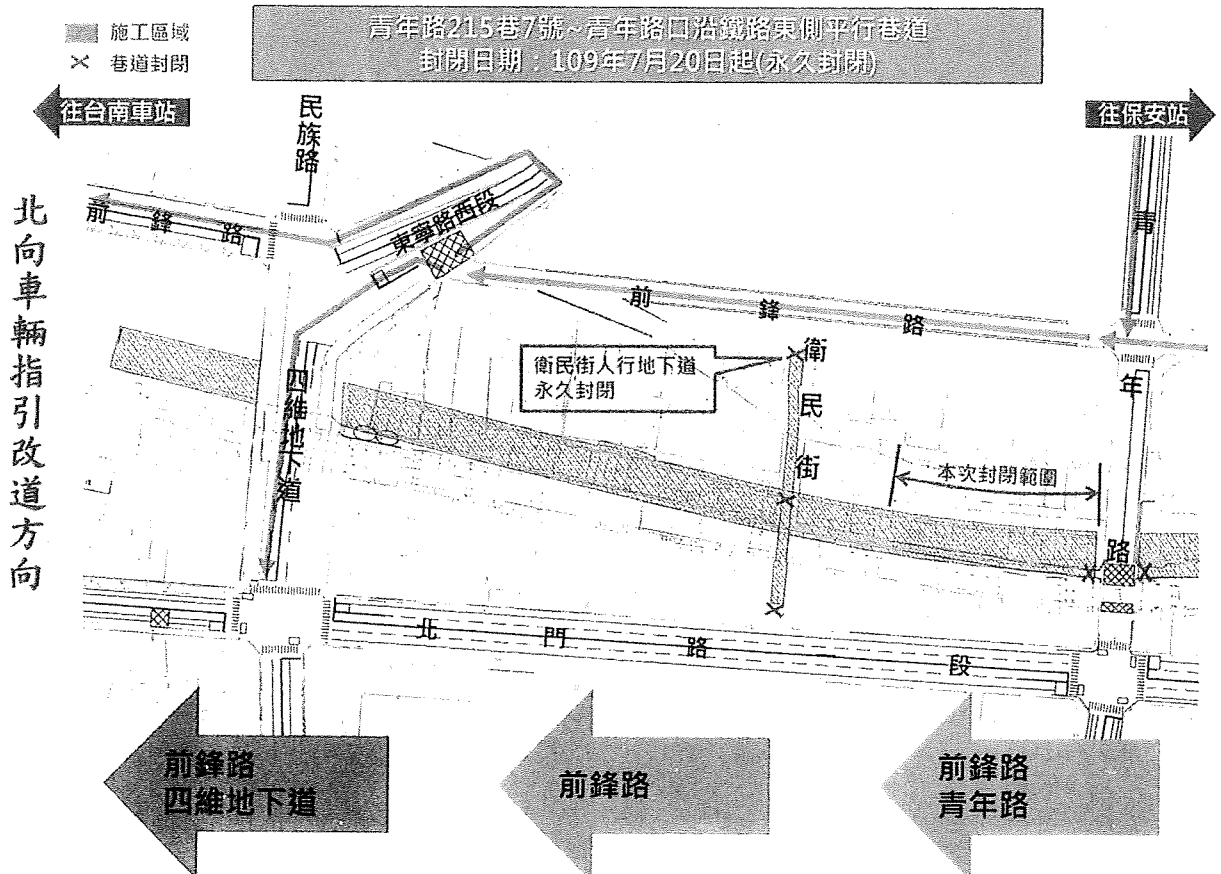 施工區域
巷道封閉
青年路215巷7號~青年路口沿鐵路東側平行巷道
封閉日期：109年7月20日起(永久封閉)
往台南車站
往保安站
民族路
北向車輛指引改道方向
前鋒路
東寧路西段
青年路
前鋒路
衛民街人行地下道
永久封閉
衛民街
四維地下道
本次封閉範圍
北門路 段
前鋒路
四維地下道
前鋒路
前鋒路
青年路